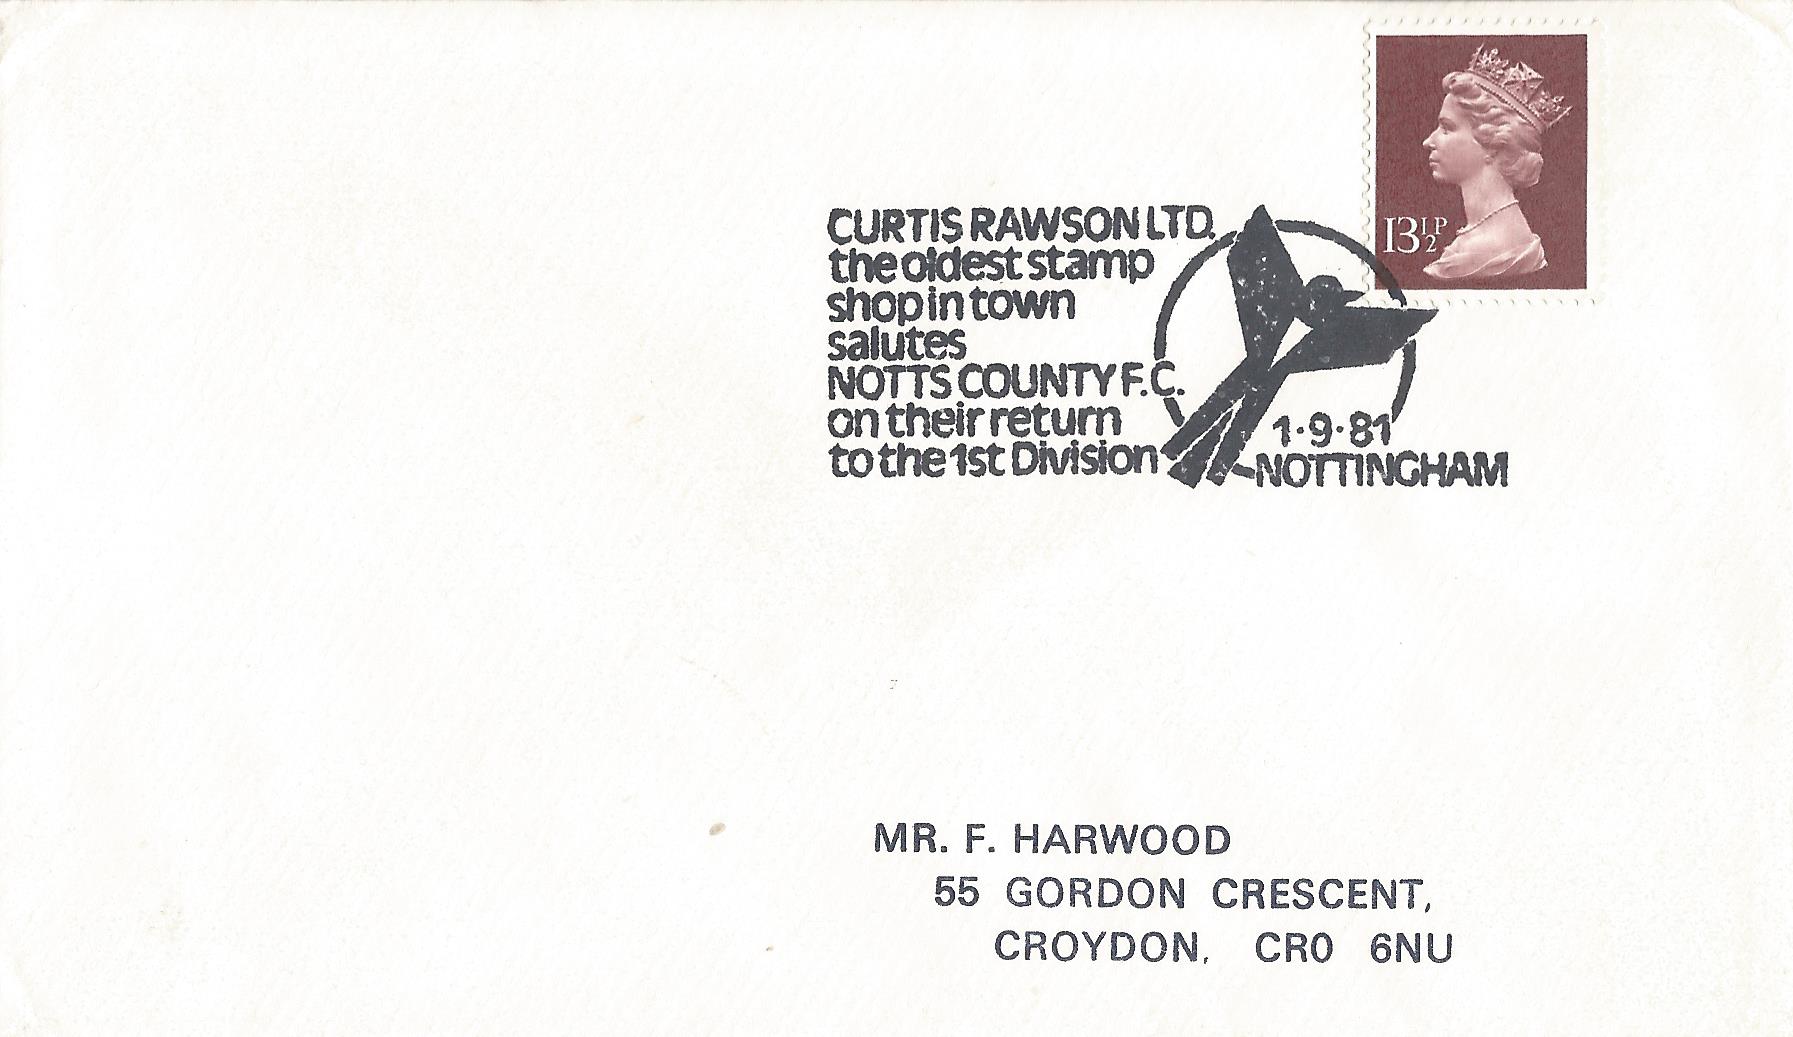 13½P
CURTIS RAWSON LTD.
the oldest stamp
shop in town
salutes
NOTTS COUNTY F.C.
on their return
to the 1st Division
1·9·81
NOTTINGHAM
MR. F. HARWOOD
55 GORDON CRESCENT,
CROYDON, CR0 6NU